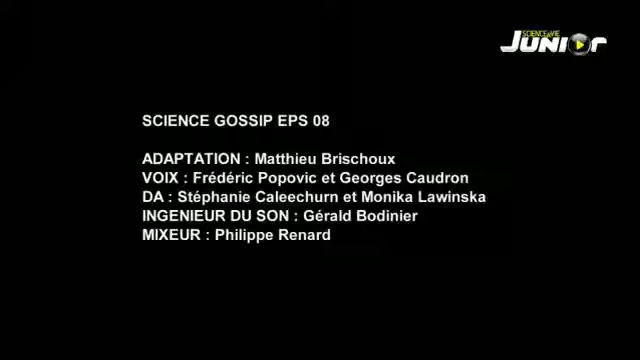 SCIENCE & VIE
JUNIOR
SCIENCE GOSSIP EPS 08
ADAPTATION : Matthieu Brischoux
VOIX : Frédéric Popovic et Georges Caudron
DA : Stéphanie Caleechurn et Monika Lawinska
INGENIEUR DU SON : Gérald Bodinier
MIXEUR : Philippe Renard